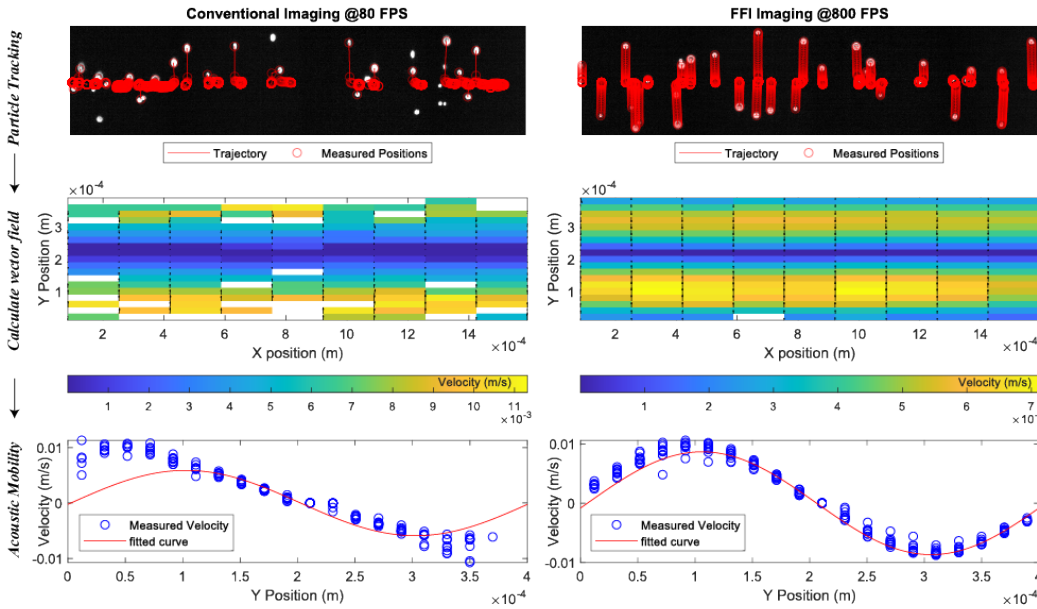 Conventional Imaging @80 FPS
FFI Imaging @800 FPS
Particle Tracking
Trajectory
Measured Positions
Trajectory
Measured Positions
Calculate vector field
×10⁻⁴
Y Position (m)
3
2
1
2 4 6 8 10 12 14
X position (m)
×10⁻⁴
×10⁻⁴
Y Position (m)
3
2
1
2 4 6 8 10 12 14
X position (m)
×10⁻⁴
Velocity (m/s)
1 2 3 4 5 6 7 8 9 10 11
×10⁻³
Velocity (m/s)
1 2 3 4 5 6 7
Acoustic Mobility
Velocity (m/s)
0.01
0
-0.01
Measured Velocity
fitted curve
0 0.5 1 1.5 2 2.5 3 3.5 4
Y Position (m)
×10⁻⁴
Velocity (m/s)
0.01
0
-0.01
Measured Velocity
fitted curve
0 0.5 1 1.5 2 2.5 3 3.5 4
Y Position (m)
×10⁻⁴